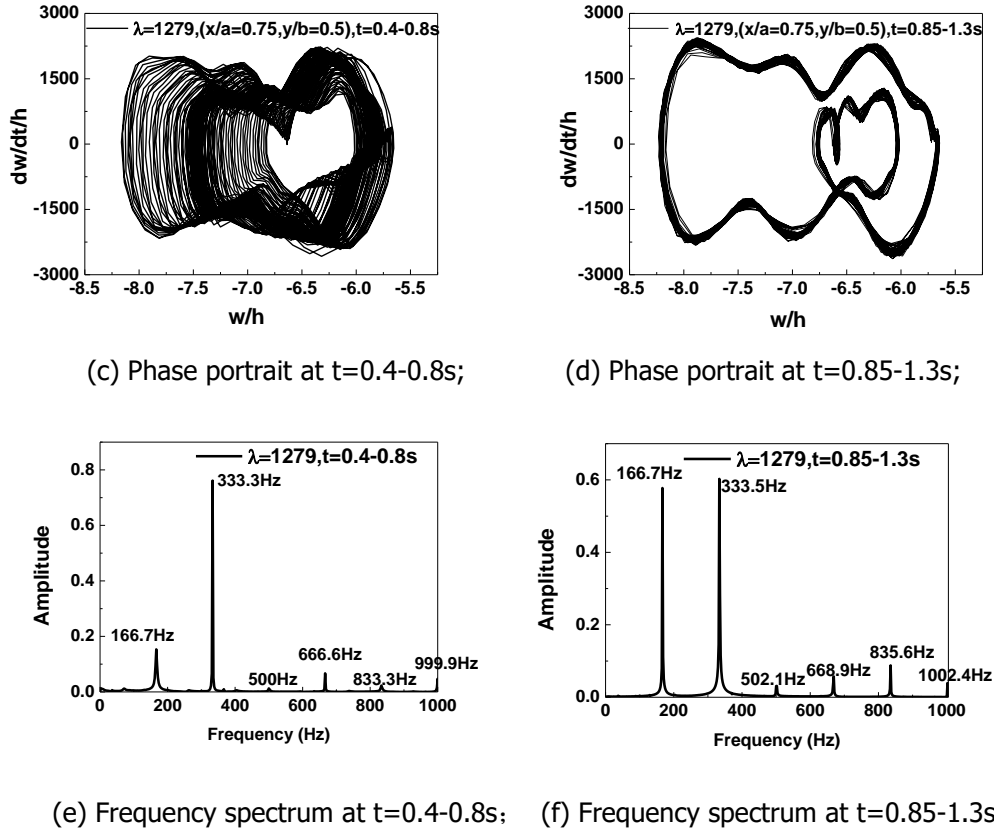 λ=1279,(x/a=0.75,y/b=0.5),t=0.4-0.8s
3000
1500
0
-1500
-3000
dw/dt/h
-8.5 -8.0 -7.5 -7.0 -6.5 -6.0 -5.5
w/h
λ=1279,(x/a=0.75,y/b=0.5),t=0.85-1.3s
3000
1500
0
-1500
-3000
dw/dt/h
-8.5 -8.0 -7.5 -7.0 -6.5 -6.0 -5.5
w/h
(c) Phase portrait at t=0.4-0.8s;
(d) Phase portrait at t=0.85-1.3s;
λ=1279,t=0.4-0.8s
0.8
0.6
0.4
0.2
0.0
Amplitude
166.7Hz
333.3Hz
500Hz
666.6Hz
833.3Hz
999.9Hz
0 200 400 600 800 1000
Frequency (Hz)
λ=1279,t=0.85-1.3s
0.6
0.4
0.2
0.0
Amplitude
166.7Hz
333.5Hz
502.1Hz
668.9Hz
835.6Hz
1002.4Hz
0 200 400 600 800 1000
Frequency (Hz)
(e) Frequency spectrum at t=0.4-0.8s;
(f) Frequency spectrum at t=0.85-1.3s